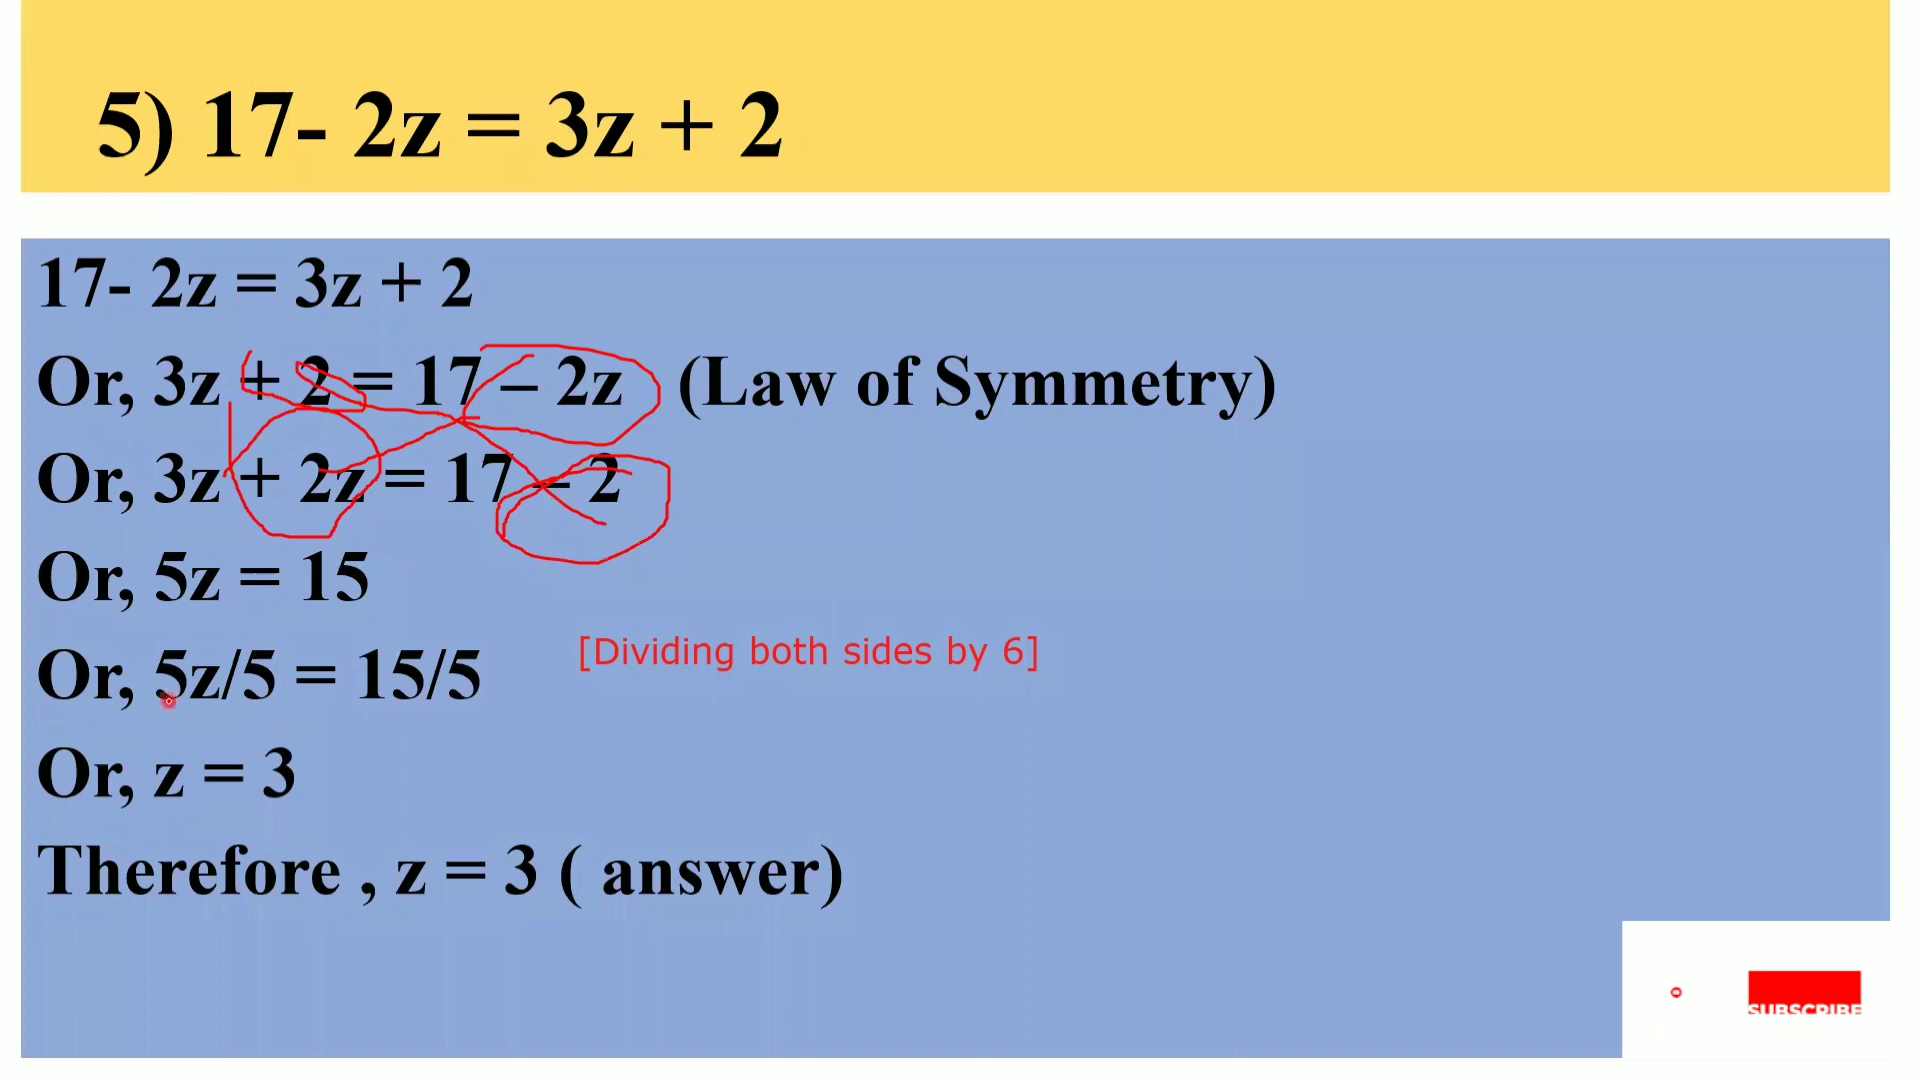 5) 17- 2z = 3z + 2
17- 2z = 3z + 2
Or, 3z + 2 = 17 – 2z (Law of Symmetry)
Or, 3z + 2z = 17 – 2
Or, 5z = 15
Or, 5z/5 = 15/5 [Dividing both sides by 6]
Or, z = 3
Therefore , z = 3 ( answer)
SUBSCRIBE